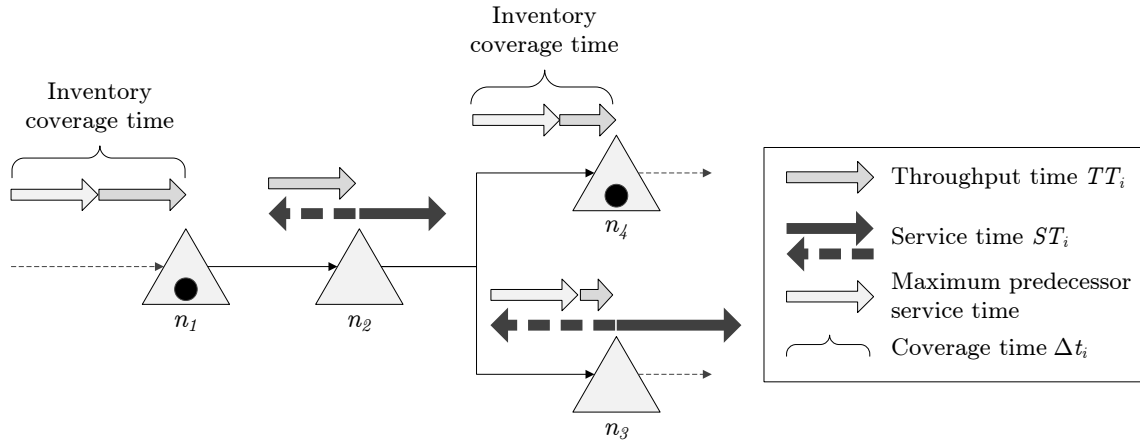 Inventory
coverage time
Inventory
coverage time
n1
n2
n4
n3
Throughput time TTi
Service time STi
Maximum predecessor
service time
Coverage time Δti